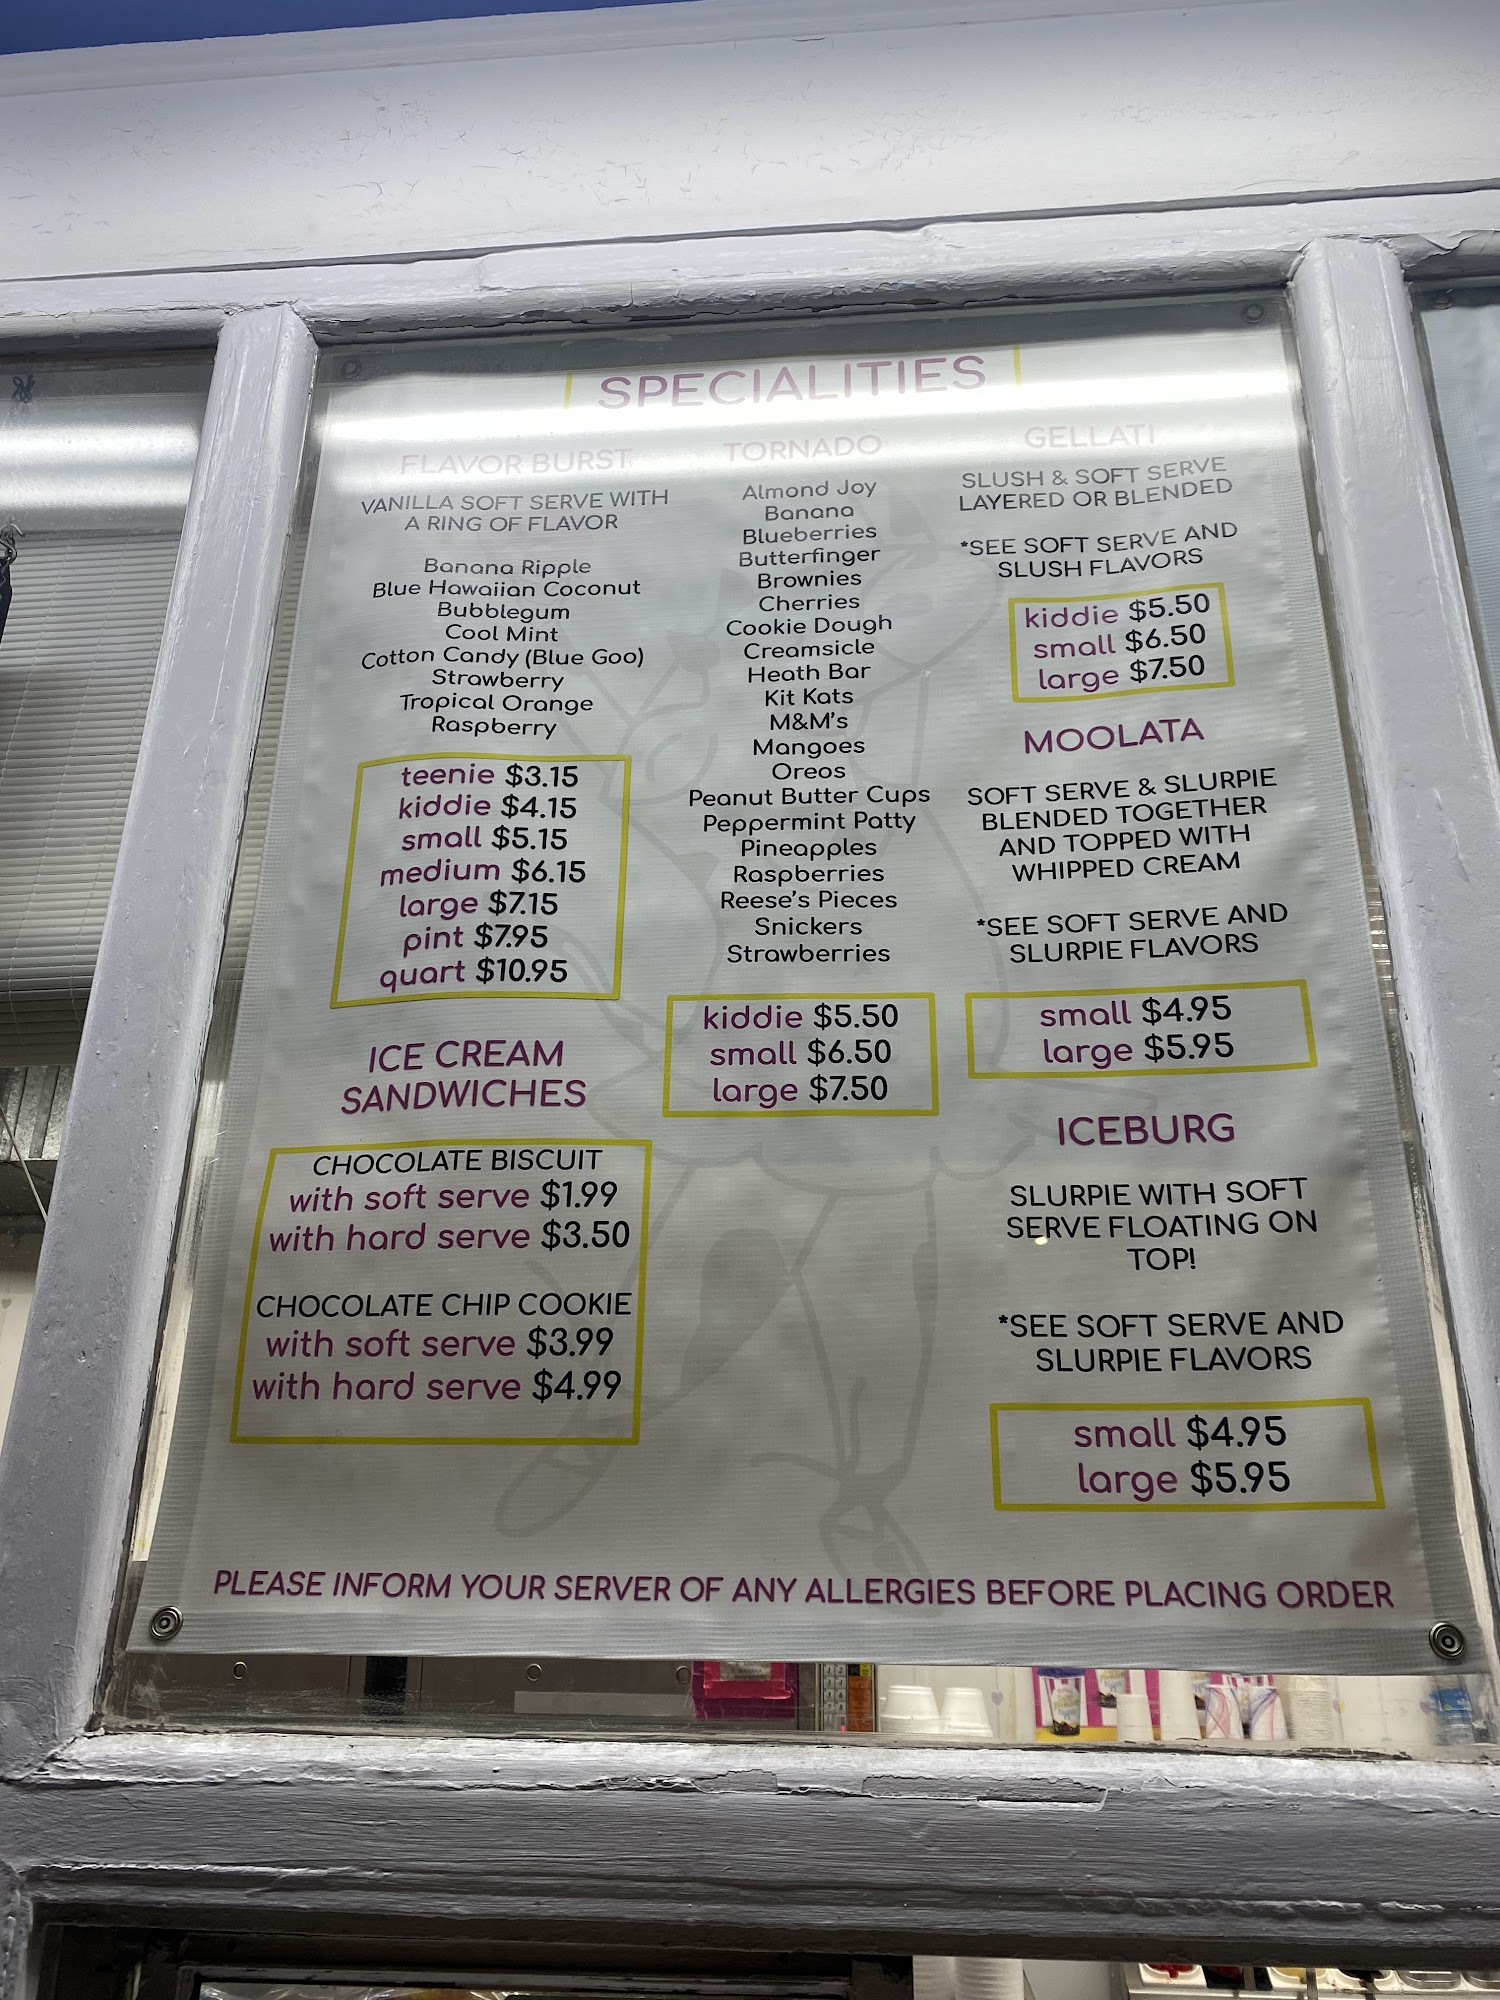 SPECIALITIES
FLAVOR BURST
VANILLA SOFT SERVE WITH
A RING OF FLAVOR
Banana Ripple
Blue Hawaiian Coconut
Bubblegum
Cool Mint
Cotton Candy (Blue Goo)
Strawberry
Tropical Orange
Raspberry
teenie $3.15
kiddie $4.15
small $5.15
medium $6.15
large $7.15
pint $7.95
quart $10.95
ICE CREAM
SANDWICHES
CHOCOLATE BISCUIT
with soft serve $1.99
with hard serve $3.50
CHOCOLATE CHIP COOKIE
with soft serve $3.99
with hard serve $4.99
TORNADO
Almond Joy
Banana
Blueberries
Butterfinger
Brownies
Cherries
Cookie Dough
Creamsicle
Heath Bar
Kit Kats
M&M's
Mangoes
Oreos
Peanut Butter Cups
Peppermint Patty
Pineapples
Raspberries
Reese's Pieces
Snickers
Strawberries
kiddie $5.50
small $6.50
large $7.50
GELLATI
SLUSH & SOFT SERVE
LAYERED OR BLENDED
*SEE SOFT SERVE AND
SLUSH FLAVORS
kiddie $5.50
small $6.50
large $7.50
MOOLATA
SOFT SERVE & SLURPIE
BLENDED TOGETHER
AND TOPPED WITH
WHIPPED CREAM
*SEE SOFT SERVE AND
SLURPIE FLAVORS
small $4.95
large $5.95
ICEBURG
SLURPIE WITH SOFT
SERVE FLOATING ON
TOP!
*SEE SOFT SERVE AND
SLURPIE FLAVORS
small $4.95
large $5.95
PLEASE INFORM YOUR SERVER OF ANY ALLERGIES BEFORE PLACING ORDER